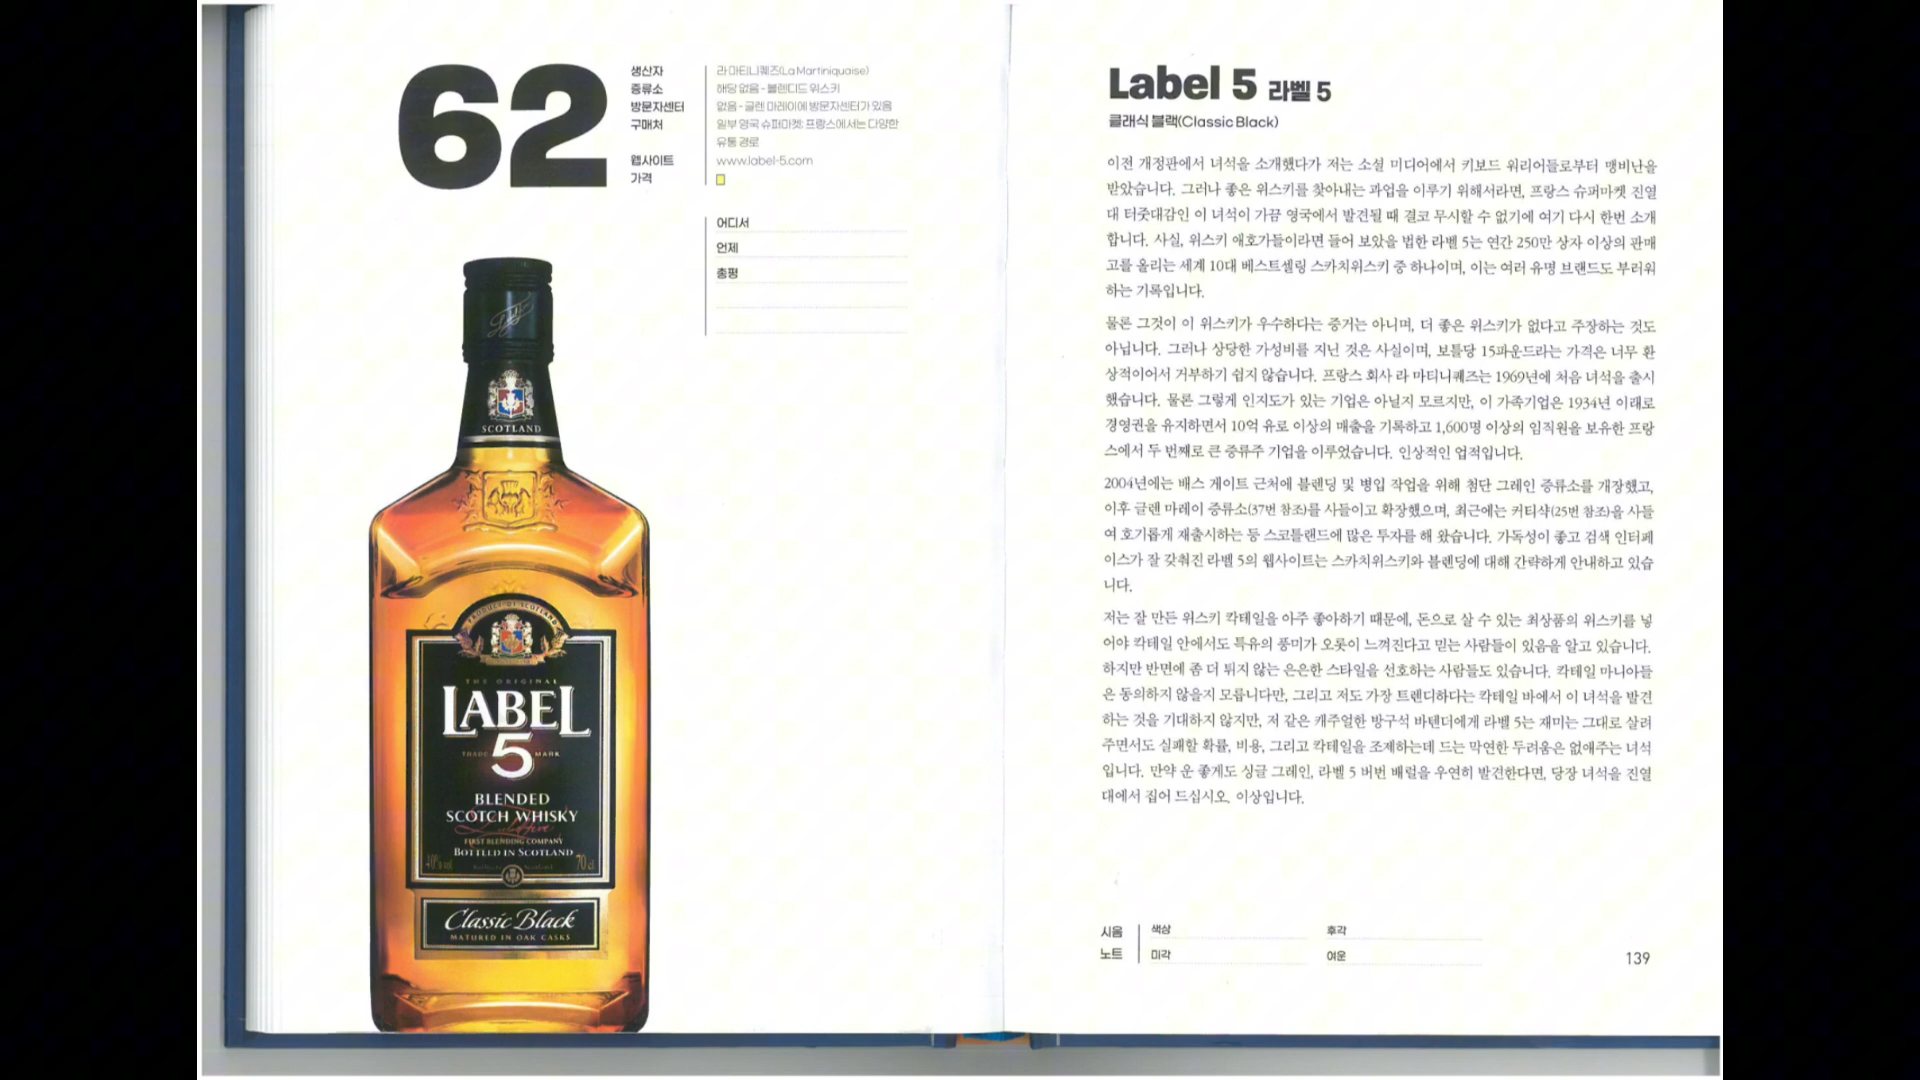 62
생산자 라 마티니퀘즈(La Martiniquaise)
증류소 해당 없음 - 블렌디드 위스키
방문자센터 없음 - 글렌 마레이에 방문자센터가 있음
구매처 일부 영국 슈퍼마켓; 프랑스에서는 다양한
유통 경로
웹사이트 www.label-5.com
가격
어디서
언제
총평
SCOTLAND
PRODUCT OF SCOTLAND
THE ORIGINAL
LABEL
TRADE 5 MARK
BLENDED
SCOTCH WHISKY
FIRST BLENDING COMPANY
BOTTLED IN SCOTLAND
40% vol 70 cl
Classic Black
MATURED IN OAK CASKS
Label 5 라벨 5
클래식 블랙(Classic Black)
이전 개정판에서 녀석을 소개했다가 저는 소셜 미디어에서 키보드 워리어들로부터 맹비난을
받았습니다. 그러나 좋은 위스키를 찾아내는 과업을 이루기 위해서라면, 프랑스 슈퍼마켓 진열
대 터줏대감인 이 녀석이 가끔 영국에서 발견될 때 결코 무시할 수 없기에 여기 다시 한번 소개
합니다. 사실, 위스키 애호가들이라면 들어 보았을 법한 라벨 5는 연간 250만 상자 이상의 판매
고를 올리는 세계 10대 베스트셀링 스카치위스키 중 하나이며, 이는 여러 유명 브랜드도 부러워
하는 기록입니다.
물론 그것이 이 위스키가 우수하다는 증거는 아니며, 더 좋은 위스키가 없다고 주장하는 것도
아닙니다. 그러나 상당한 가성비를 지닌 것은 사실이며, 보틀당 15파운드라는 가격은 너무 환
상적이어서 거부하기 쉽지 않습니다. 프랑스 회사 라 마티니퀘즈는 1969년에 처음 녀석을 출시
했습니다. 물론 그렇게 인지도가 있는 기업은 아닐지 모르지만, 이 가족기업은 1934년 이래로
경영권을 유지하면서 10억 유로 이상의 매출을 기록하고 1,600명 이상의 임직원을 보유한 프랑
스에서 두 번째로 큰 증류주 기업을 이루었습니다. 인상적인 업적입니다.
2004년에는 배스 게이트 근처에 블렌딩 및 병입 작업을 위해 첨단 그레인 증류소를 개장했고,
이후 글렌 마레이 증류소(37번 참조)를 사들이고 확장했으며, 최근에는 커티샥(25번 참조)을 사들
여 호기롭게 재출시하는 등 스코틀랜드에 많은 투자를 해 왔습니다. 가독성이 좋고 검색 인터페
이스가 잘 갖춰진 라벨 5의 웹사이트는 스카치위스키와 블렌딩에 대해 간략하게 안내하고 있습
니다.
저는 잘 만든 위스키 칵테일을 아주 좋아하기 때문에, 돈으로 살 수 있는 최상품의 위스키를 넣
어야 칵테일 안에서도 특유의 풍미가 오롯이 느껴진다고 믿는 사람들이 있음을 알고 있습니다.
하지만 반면에 좀 더 튀지 않는 은은한 스타일을 선호하는 사람들도 있습니다. 칵테일 마니아들
은 동의하지 않을지 모릅니다만, 그리고 저도 가장 트렌디하다는 칵테일 바에서 이 녀석을 발견
하는 것을 기대하지 않지만, 저 같은 캐주얼한 방구석 바텐더에게 라벨 5는 재미는 그대로 살려
주면서도 실패할 확률, 비용, 그리고 칵테일을 조제하는데 드는 막연한 두려움은 없애주는 녀석
입니다. 만약 운 좋게도 싱글 그레인, 라벨 5 버번 배럴을 우연히 발견한다면, 당장 녀석을 진열
대에서 집어 드십시오. 이상입니다.
시음 색상 후각
노트 미각 여운
139